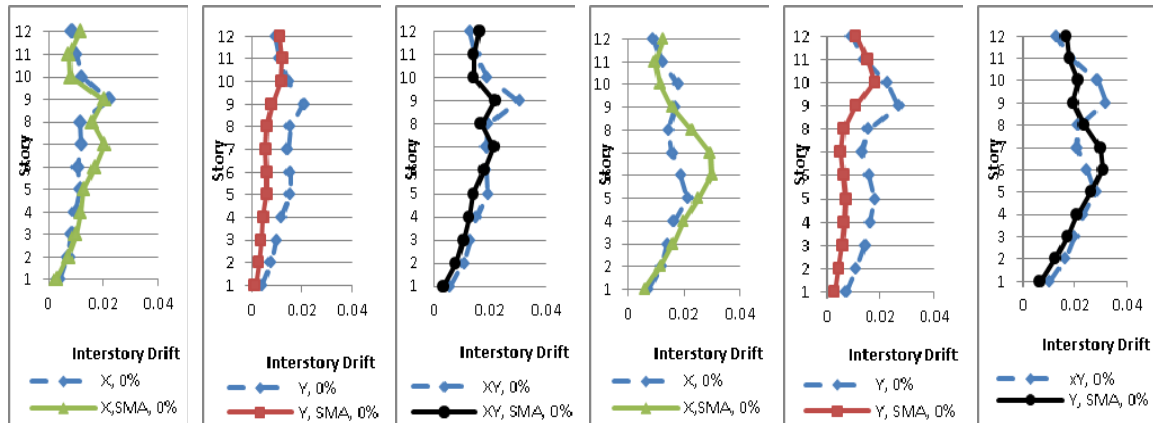 12
11
10
9
8
7
6
5
4
3
2
1
Story
0 0.02 0.04
Interstory Drift
X, 0%
X,SMA, 0%
12
11
10
9
8
7
6
5
4
3
2
1
Story
0 0.02 0.04
Interstory Drift
Y, 0%
Y, SMA, 0%
12
11
10
9
8
7
6
5
4
3
2
1
Story
0 0.02 0.04
Interstory Drift
XY, 0%
XY, SMA, 0%
12
11
10
9
8
7
6
5
4
3
2
1
Story
0 0.02 0.04
Interstory Drift
X, 0%
X,SMA, 0%
12
11
10
9
8
7
6
5
4
3
2
1
Story
0 0.02 0.04
Interstory Drift
Y, 0%
Y, SMA, 0%
12
11
10
9
8
7
6
5
4
3
2
1
Story
0 0.02 0.04
Interstory Drift
XY, 0%
Y, SMA, 0%